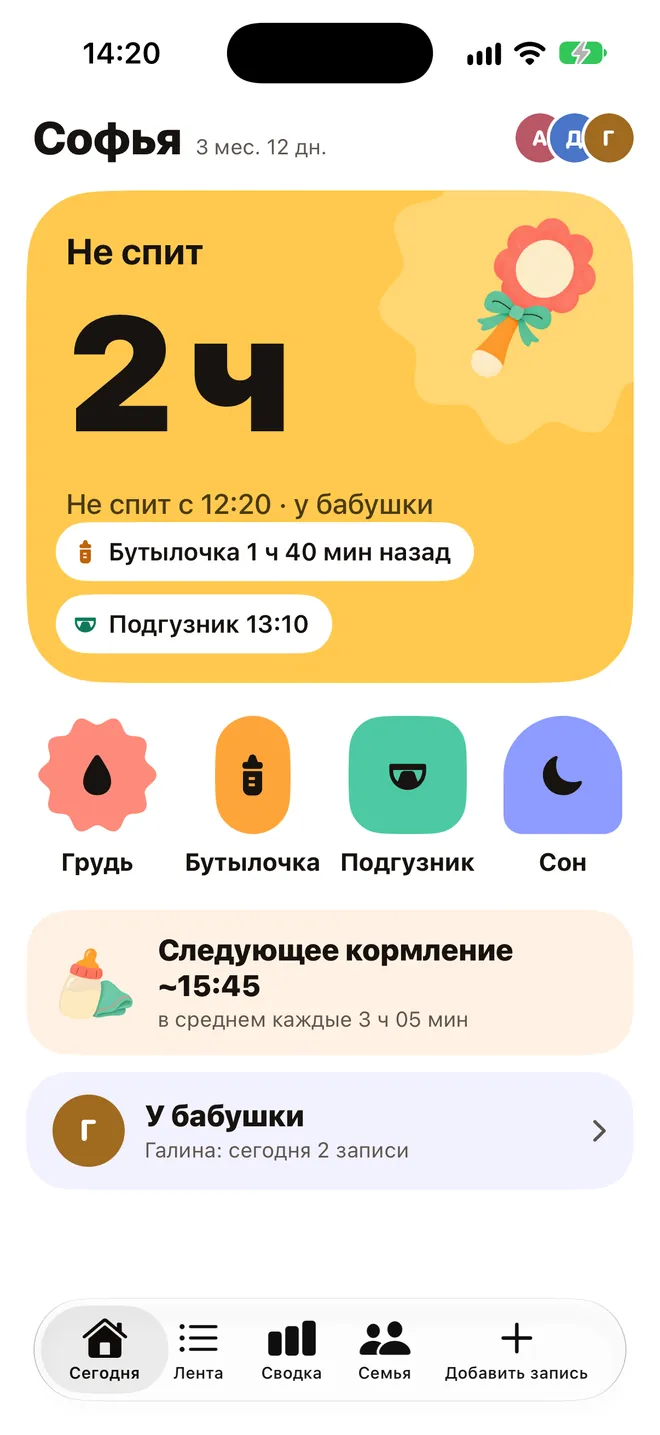 14:20
Софья 3 мес. 12 дн.
А Д Г
Не спит
2 ч
Не спит с 12:20 · у бабушки
Бутылочка 1 ч 40 мин назад
Подгузник 13:10
Грудь Бутылочка Подгузник Сон
Следующее кормление
~15:45
в среднем каждые 3 ч 05 мин
Г
У бабушки
Галина: сегодня 2 записи
Сегодня Лента Сводка Семья Добавить запись